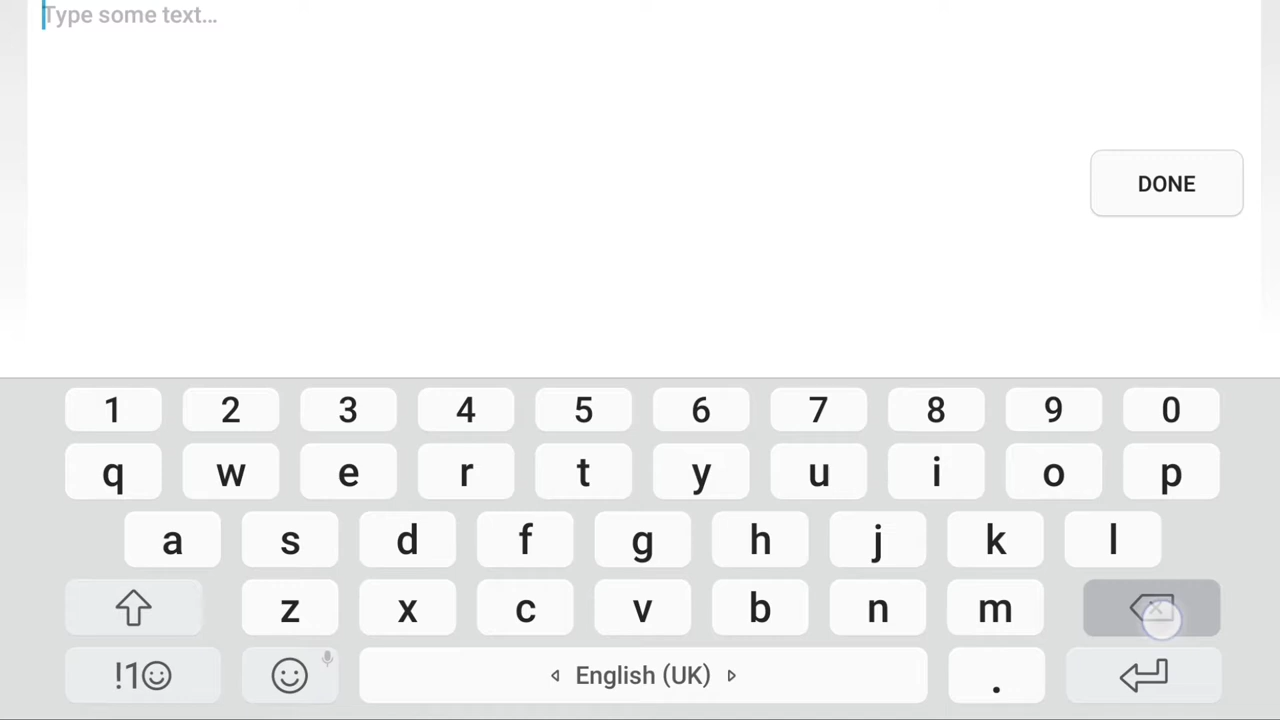 Type some text...
DONE
1 2 3 4 5 6 7 8 9 0
q w e r t y u i o p
a s d f g h j k l
z x c v b n m
!1☺ English (UK) .